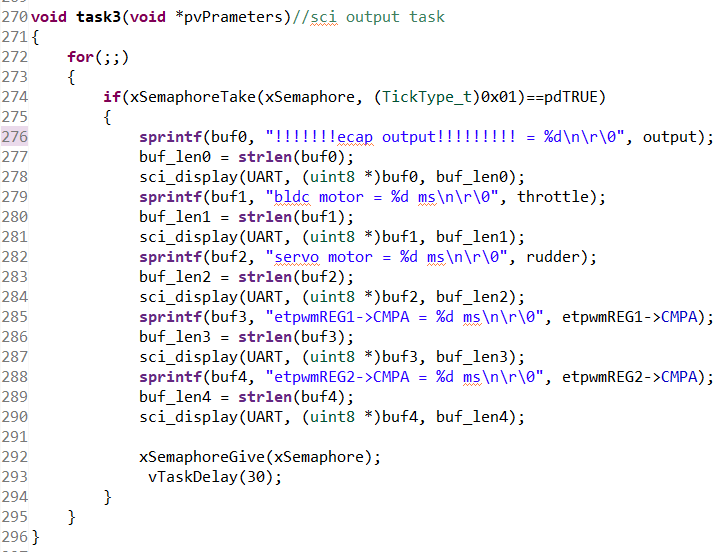 270 void task3(void *pvPrameters)//sci output task
271 {
272     for(;;)
273     {
274         if(xSemaphoreTake(xSemaphore, (TickType_t)0x01)==pdTRUE)
275         {
276             sprintf(buf0, "!!!!!!!ecap output!!!!!!!!! = %d\n\r\0", output);
277             buf_len0 = strlen(buf0);
278             sci_display(UART, (uint8 *)buf0, buf_len0);
279             sprintf(buf1, "bldc motor = %d ms\n\r\0", throttle);
280             buf_len1 = strlen(buf1);
281             sci_display(UART, (uint8 *)buf1, buf_len1);
282             sprintf(buf2, "servo motor = %d ms\n\r\0", rudder);
283             buf_len2 = strlen(buf2);
284             sci_display(UART, (uint8 *)buf2, buf_len2);
285             sprintf(buf3, "etpwmREG1->CMPA = %d ms\n\r\0", etpwmREG1->CMPA);
286             buf_len3 = strlen(buf3);
287             sci_display(UART, (uint8 *)buf3, buf_len3);
288             sprintf(buf4, "etpwmREG2->CMPA = %d ms\n\r\0", etpwmREG2->CMPA);
289             buf_len4 = strlen(buf4);
290             sci_display(UART, (uint8 *)buf4, buf_len4);
291
292             xSemaphoreGive(xSemaphore);
293              vTaskDelay(30);
294         }
295     }
296 }